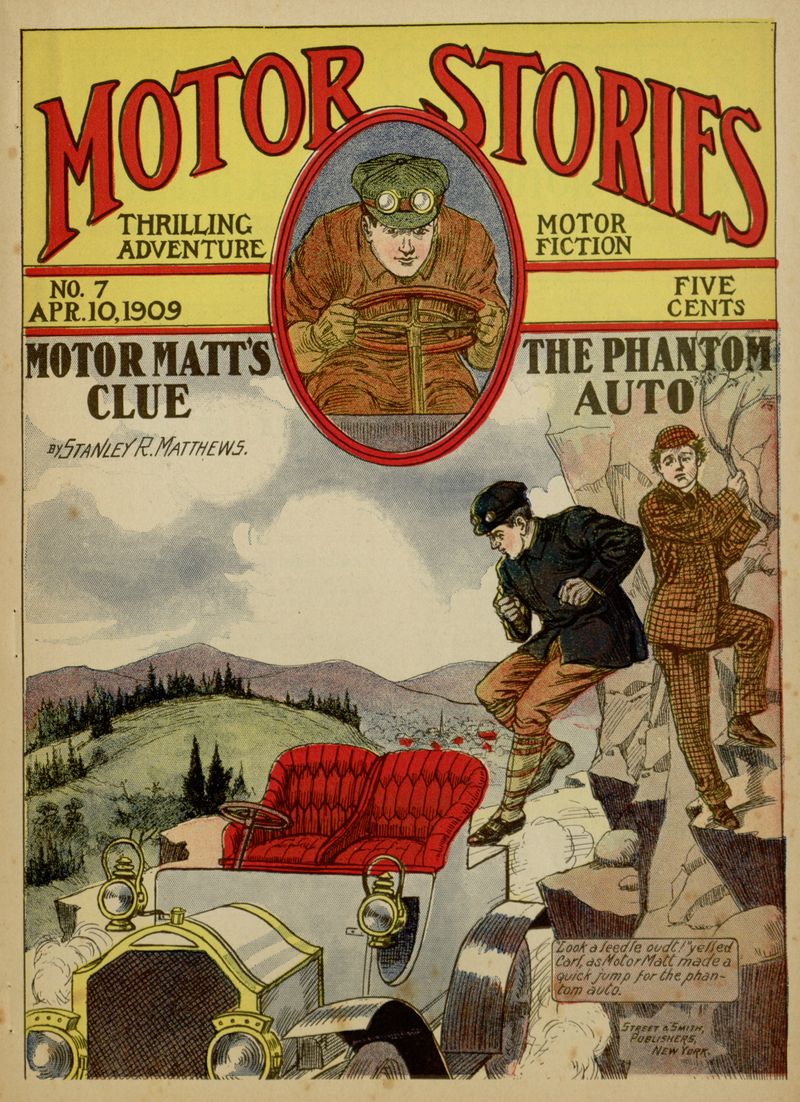 MOTOR STORIES
THRILLING
ADVENTURE
MOTOR
FICTION
NO. 7
APR. 10, 1909
FIVE
CENTS
MOTOR MATT'S
CLUE
THE PHANTOM
AUTO
BY STANLEY R. MATTHEWS.
"Look a leedle oudt!" yelled
Carl, as Motor Matt made a
quick jump for the phan-
tom auto.
STREET & SMITH,
PUBLISHERS,
NEW YORK.